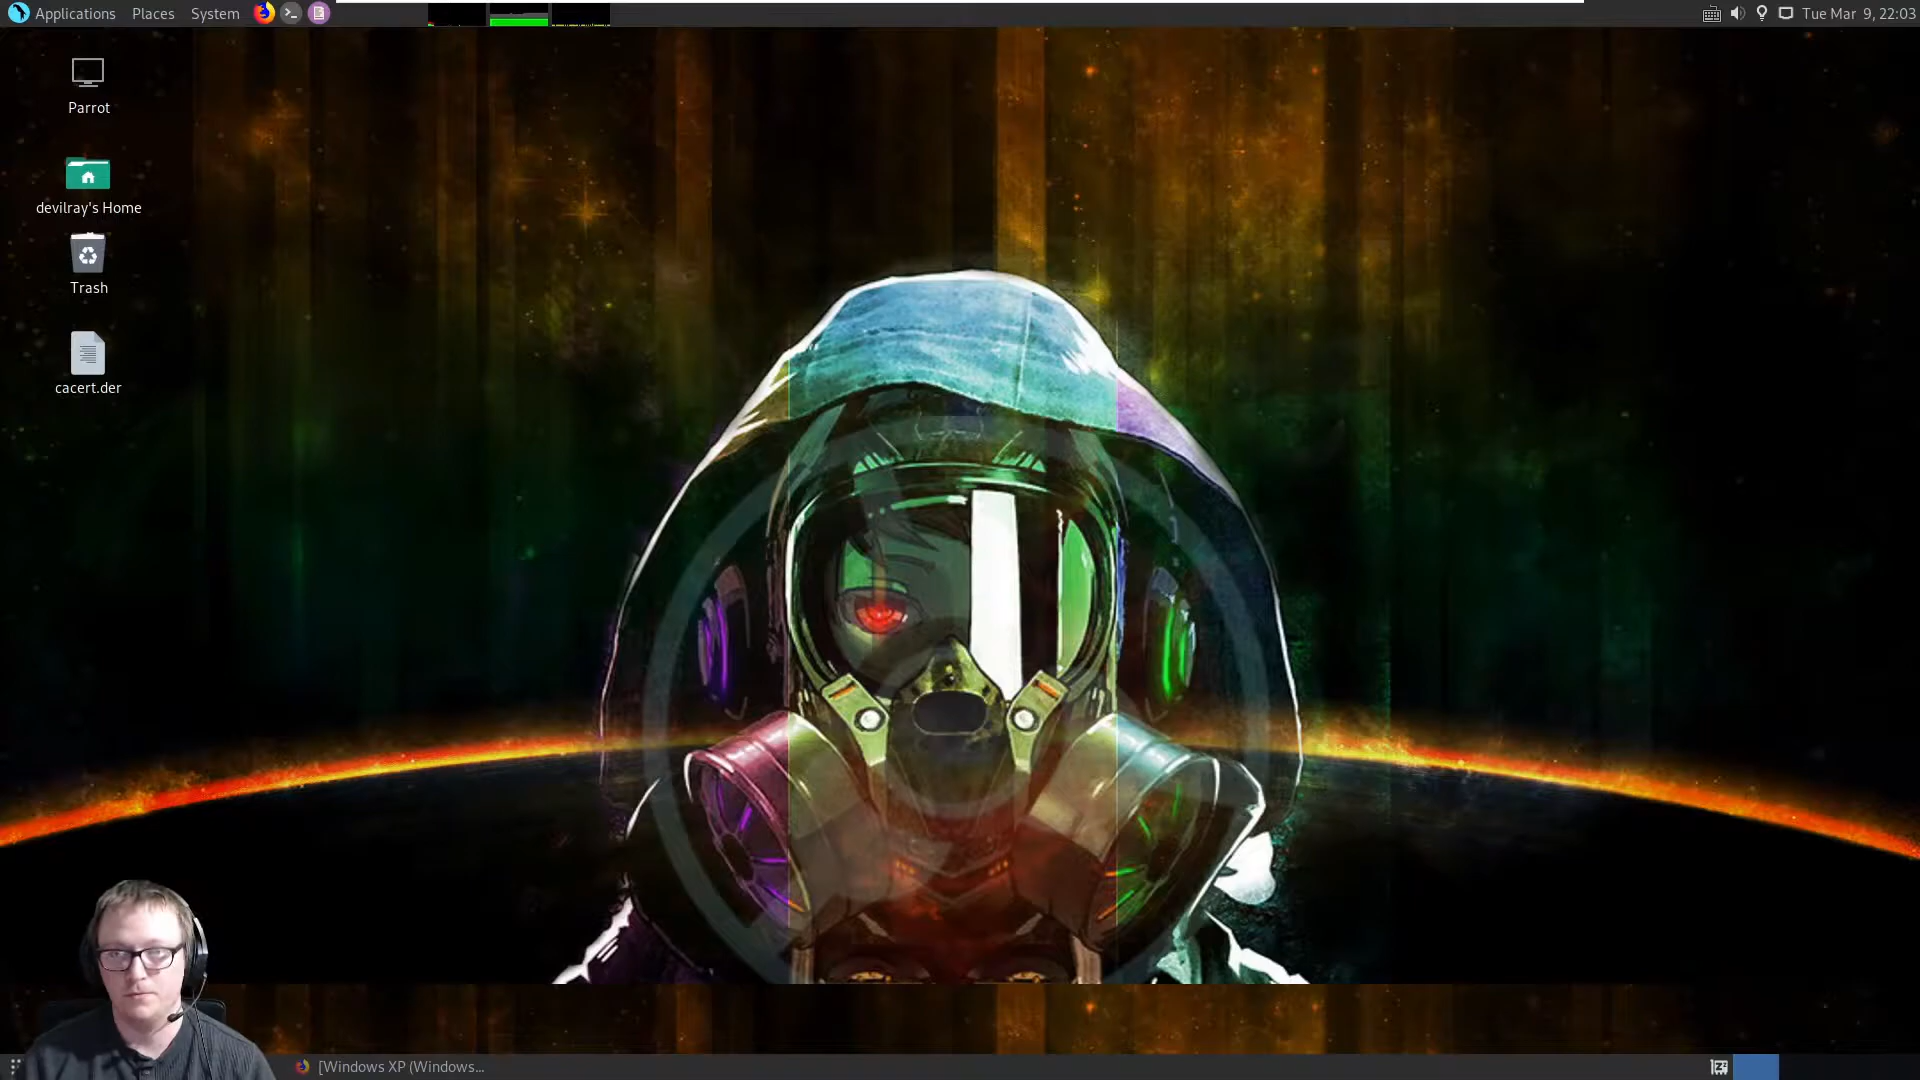 Applications Places System
Tue Mar 9, 22:03
Parrot
devilray's Home
Trash
cacert.der
[Windows XP (Windows...